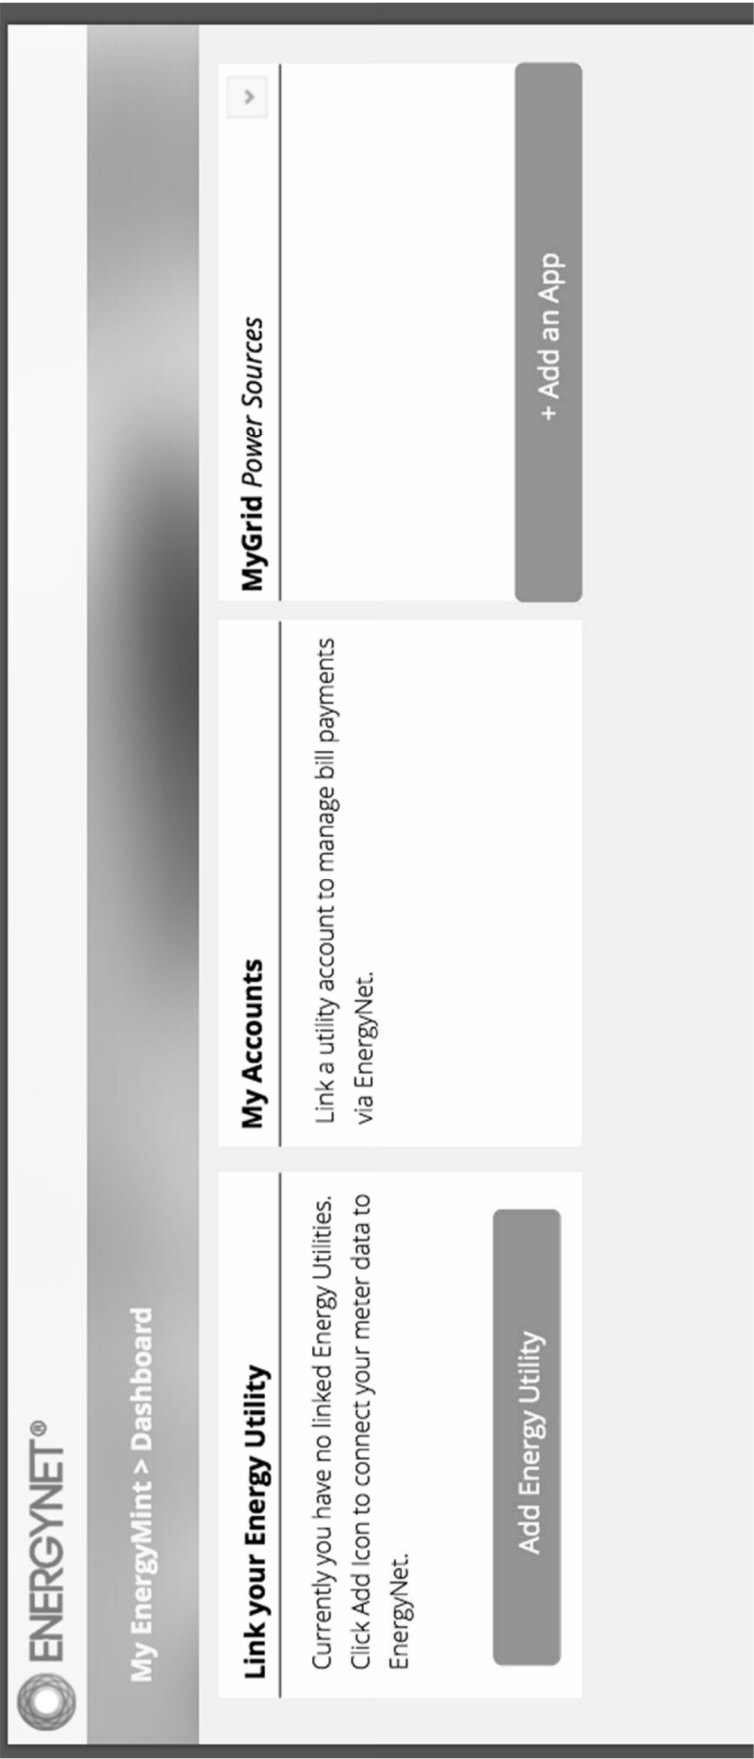 ENERGYNET®
My EnergyMint > Dashboard
Link your Energy Utility
Currently you have no linked Energy Utilities.
Click Add Icon to connect your meter data to
EnergyNet.
Add Energy Utility
My Accounts
Link a utility account to manage bill payments
via EnergyNet.
MyGrid Power Sources
+ Add an App